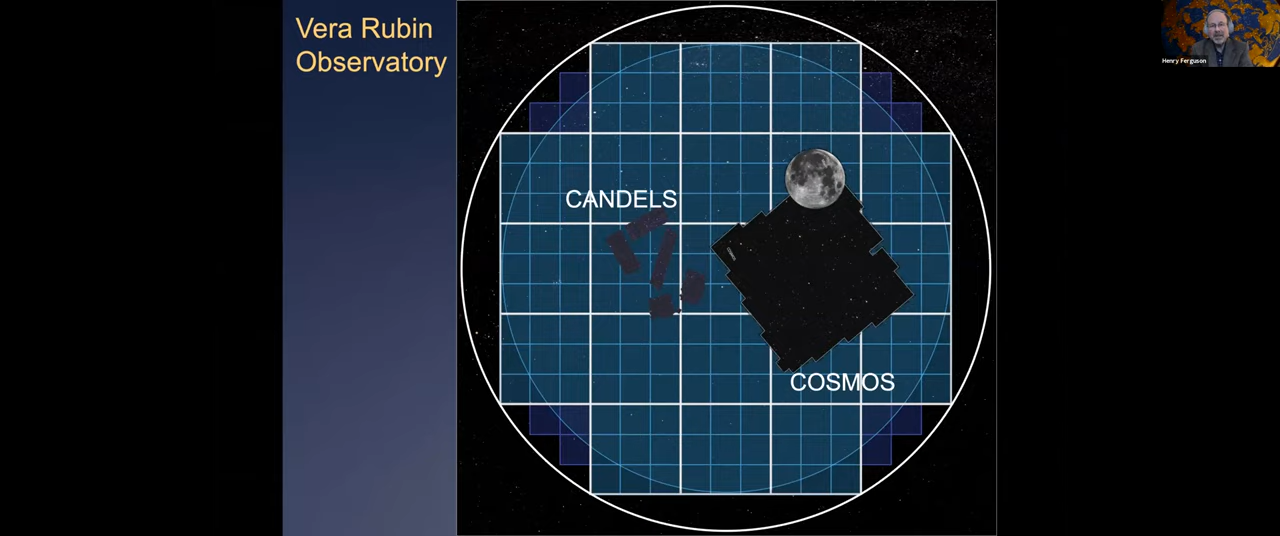 Vera Rubin
Observatory
CANDELS
COSMOS
Henry Ferguson